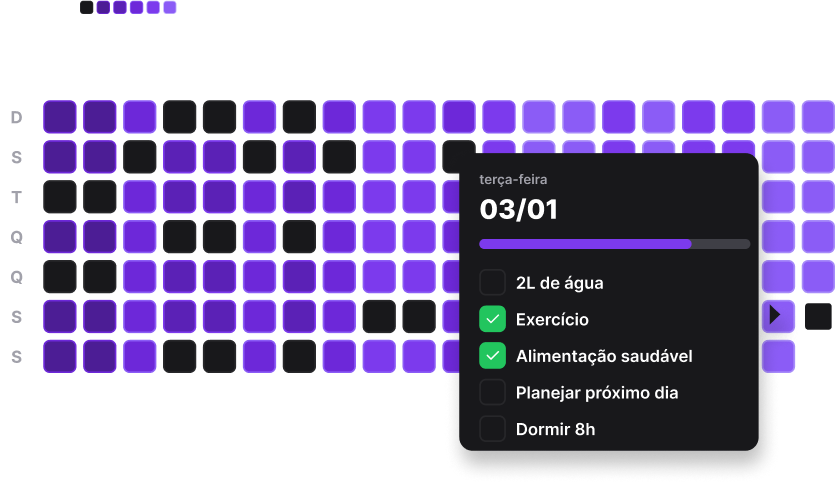 D
S
T
Q
Q
S
S
terça-feira
03/01
2L de água
Exercício
Alimentação saudável
Planejar próximo dia
Dormir 8h